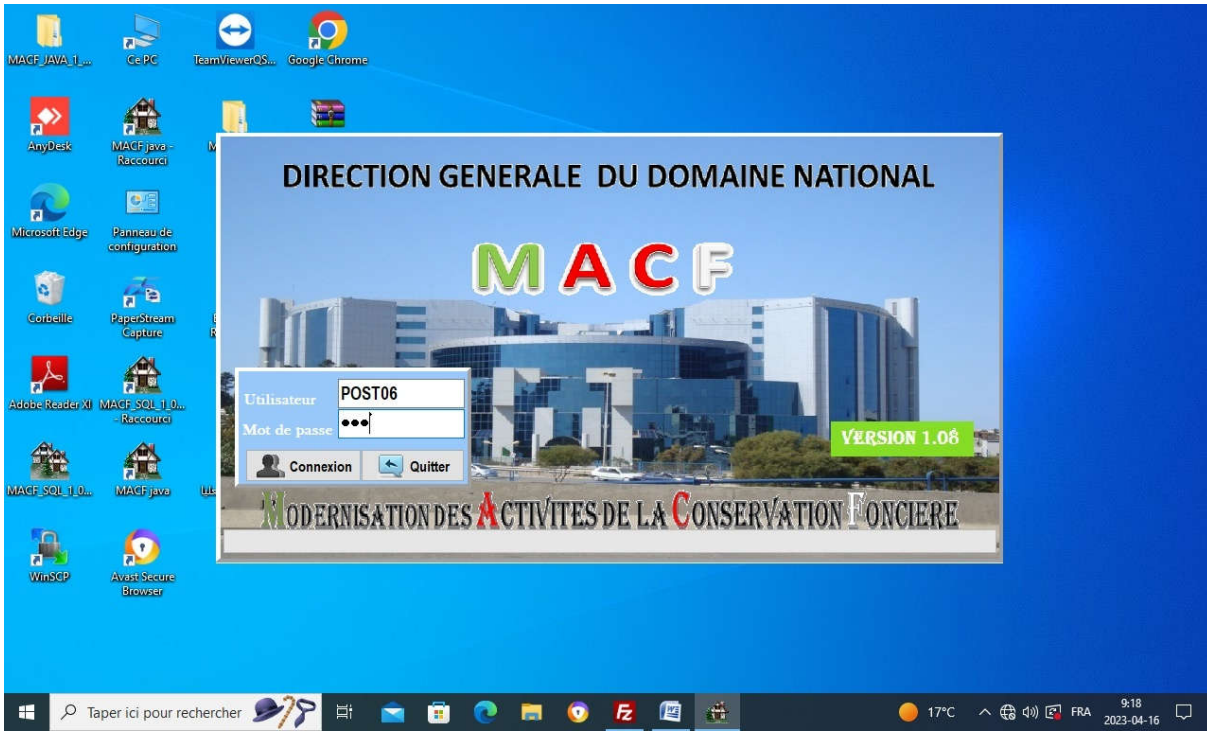 MACF_JAVA_1_...
Ce PC
TeamViewerQS...
Google Chrome
AnyDesk
MACF java -
Raccourci
Microsoft Edge
Panneau de
configuration
Corbeille
PaperStream
Capture
Adobe Reader XI
MACF_SQL_1_0...
- Raccourci
MACF_SQL_1_0...
MACF java
WinSCP
Avast Secure
Browser
DIRECTION GENERALE DU DOMAINE NATIONAL
M A C F
Utilisateur
POST06
Mot de passe
•••
Connexion
Quitter
VERSION 1.08
MODERNISATION DES ACTIVITES DE LA CONSERVATION FONCIERE
Taper ici pour rechercher
17°C
FRA
9:18
2023-04-16